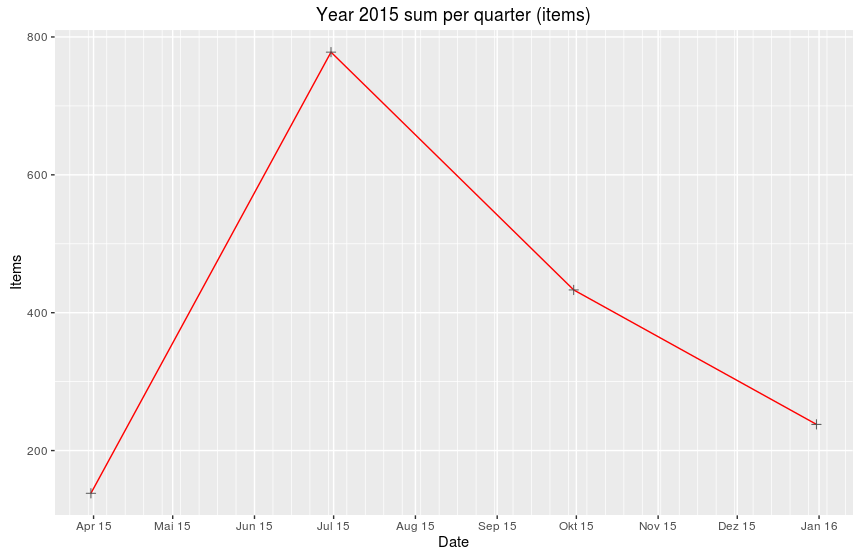 Year 2015 sum per quarter (items)
800
600
400
200
Items
Apr 15 Mai 15 Jun 15 Jul 15 Aug 15 Sep 15 Okt 15 Nov 15 Dez 15 Jan 16
Date